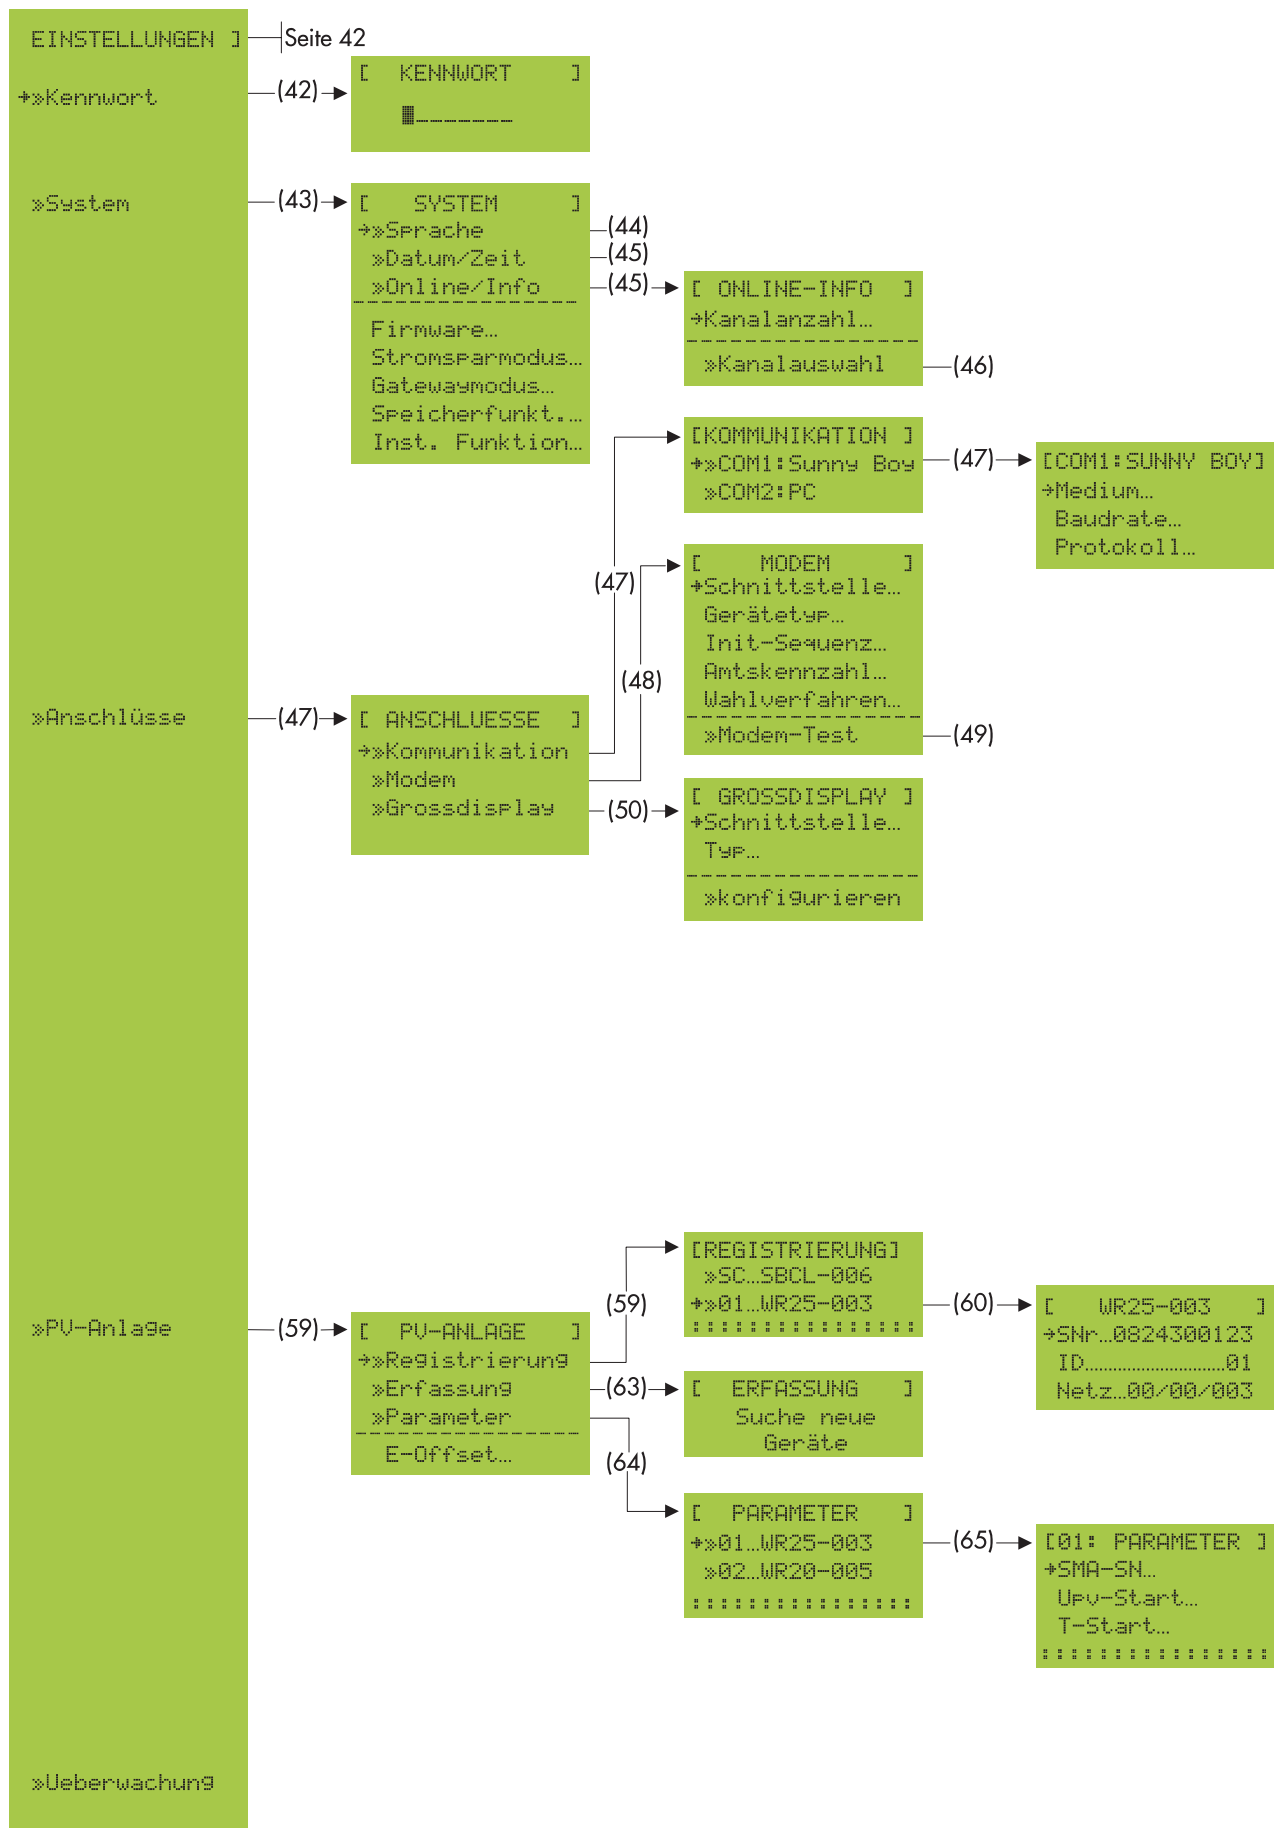 EINSTELLUNGEN ]
Seite 42
»Kennwort
(42)
[ KENNWORT ]
»System
(43)
[ SYSTEM ]
»Sprache
(44)
»Datum/Zeit
(45)
»Online/Info
(45)
Firmware...
Stromsparmodus...
Gatewaymodus...
Speicherfunkt....
Inst. Funktion...
[ ONLINE-INFO ]
Kanalanzahl...
»Kanalauswahl
(46)
[KOMMUNIKATION ]
»COM1:Sunny Boy
(47)
»COM2:PC
[COM1:SUNNY BOY]
Medium...
Baudrate...
Protokoll...
(47)
[ MODEM ]
Schnittstelle...
Gerätetyp...
Init-Sequenz...
Amtskennzahl...
Wahlverfahren...
»Modem-Test
(49)
(48)
»Anschlüsse
(47)
[ ANSCHLUESSE ]
»Kommunikation
»Modem
»Grossdisplay
(50)
[ GROSSDISPLAY ]
Schnittstelle...
Typ...
»konfigurieren
»PV-Anlage
(59)
[ PV-ANLAGE ]
»Registrierung
»Erfassung
»Parameter
E-Offset...
(59)
[REGISTRIERUNG]
»SC...SBCL-006
»01...WR25-003
(60)
[ WR25-003 ]
SNr...0824300123
ID..............................01
Netz...00/00/003
(63)
[ ERFASSUNG ]
Suche neue
Geräte
(64)
[ PARAMETER ]
»01...WR25-003
»02...WR20-005
(65)
[01: PARAMETER ]
SMA-SN...
Upv-Start...
T-Start...
»Ueberwachung